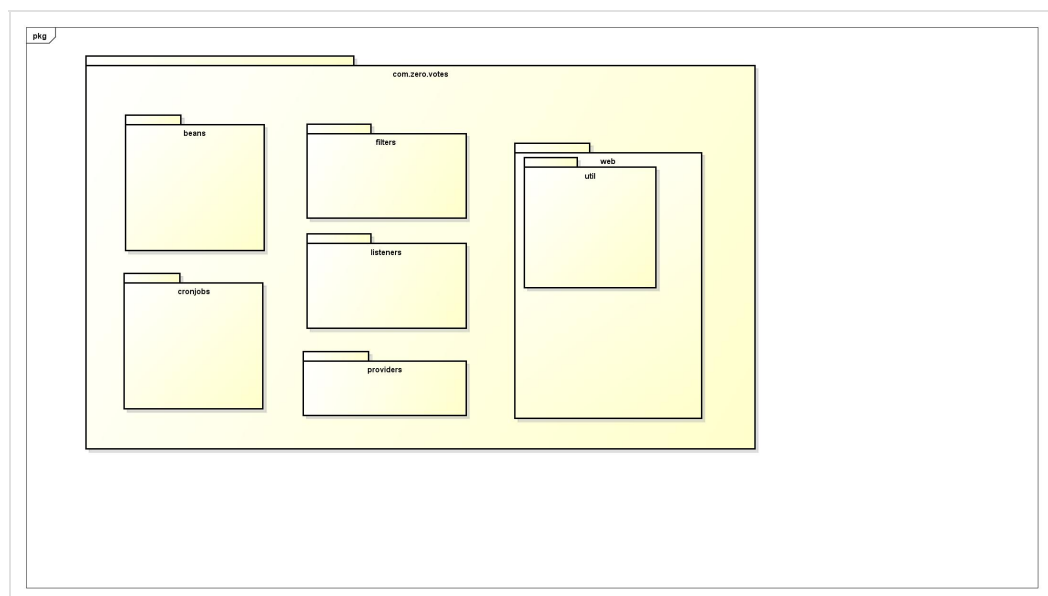 pkg
com.zero.votes
beans
filters
web
util
listeners
cronjobs
providers